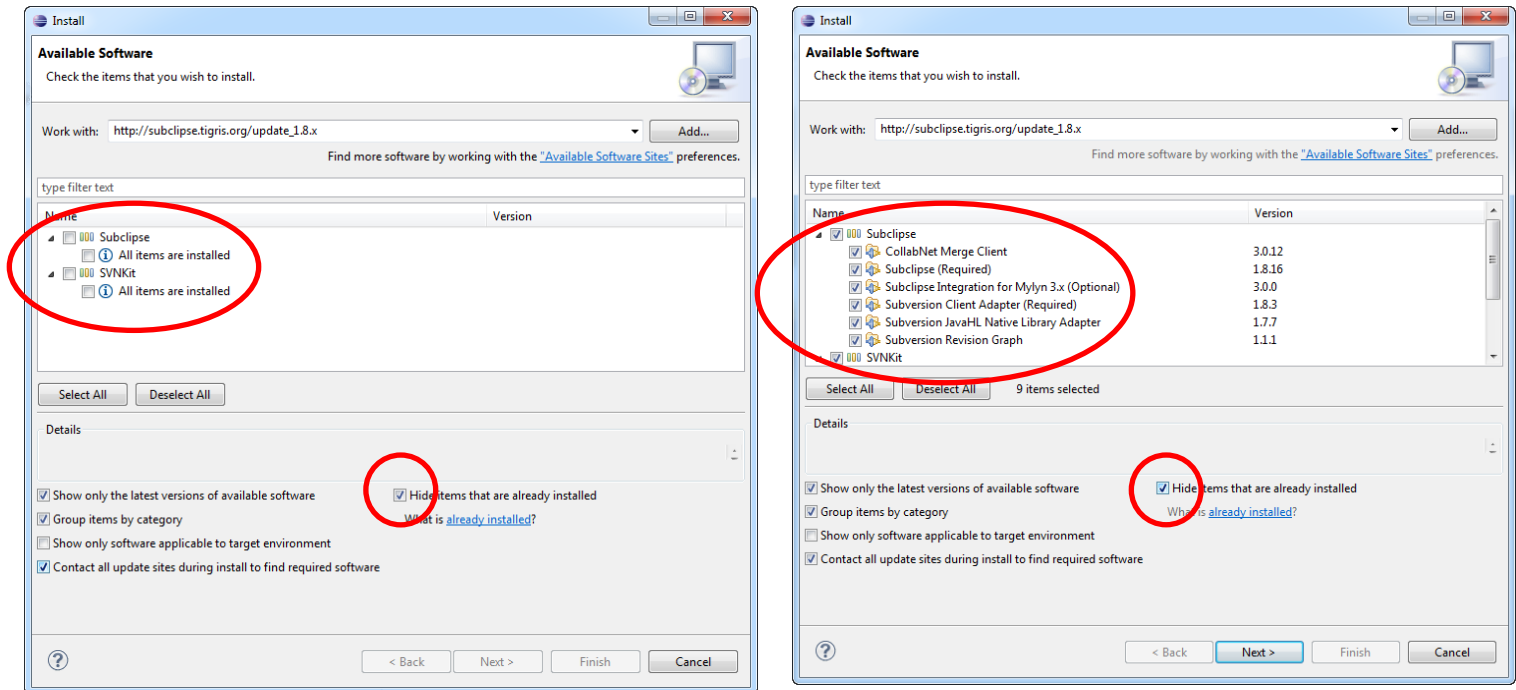 Install
Available Software
Check the items that you wish to install.
Work with: http://subclipse.tigris.org/update_1.8.x Add...
Find more software by working with the "Available Software Sites" preferences.
type filter text
Name Version
Subclipse
All items are installed
SVNKit
All items are installed
Select All Deselect All
Details
Show only the latest versions of available software Hide items that are already installed
Group items by category What is already installed?
Show only software applicable to target environment
Contact all update sites during install to find required software
? < Back Next > Finish Cancel
Install
Available Software
Check the items that you wish to install.
Work with: http://subclipse.tigris.org/update_1.8.x Add...
Find more software by working with the "Available Software Sites" preferences.
type filter text
Name Version
Subclipse
CollabNet Merge Client 3.0.12
Subclipse (Required) 1.8.16
Subclipse Integration for Mylyn 3.x (Optional) 3.0.0
Subversion Client Adapter (Required) 1.8.3
Subversion JavaHL Native Library Adapter 1.7.7
Subversion Revision Graph 1.1.1
SVNKit
Select All Deselect All 9 items selected
Details
Show only the latest versions of available software Hide items that are already installed
Group items by category What is already installed?
Show only software applicable to target environment
Contact all update sites during install to find required software
? < Back Next > Finish Cancel